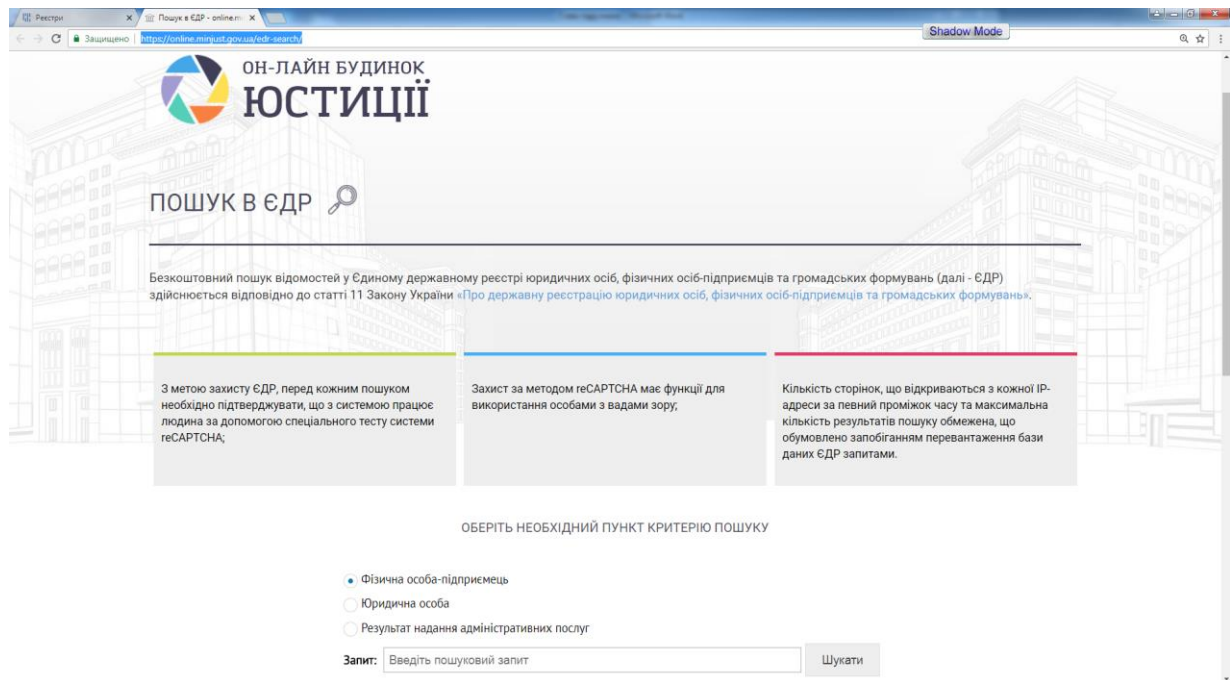 Реєстри
Пошук в ЄДР - online.m
Shadow Mode
Защищено
https://online.minjust.gov.ua/edr-search/
ОН-ЛАЙН БУДИНОК
ЮСТИЦІЇ
ПОШУК В ЄДР
Безкоштовний пошук відомостей у Єдиному державному реєстрі юридичних осіб, фізичних осіб-підприємців та громадських формувань (далі - ЄДР)
здійснюється відповідно до статті 11 Закону України «Про державну реєстрацію юридичних осіб, фізичних осіб-підприємців та громадських формувань».
З метою захисту ЄДР, перед кожним пошуком
необхідно підтверджувати, що з системою працює
людина за допомогою спеціального тесту системи
reCAPTCHA;
Захист за методом reCAPTCHA має функції для
використання особами з вадами зору;
Кількість сторінок, що відкриваються з кожної IP-
адреси за певний проміжок часу та максимальна
кількість результатів пошуку обмежена, що
обумовлено запобіганням перевантаження бази
даних ЄДР запитами.
ОБЕРІТЬ НЕОБХІДНИЙ ПУНКТ КРИТЕРІЮ ПОШУКУ
Фізична особа-підприємець
Юридична особа
Результат надання адміністративних послуг
Запит: Введіть пошуковий запит Шукати